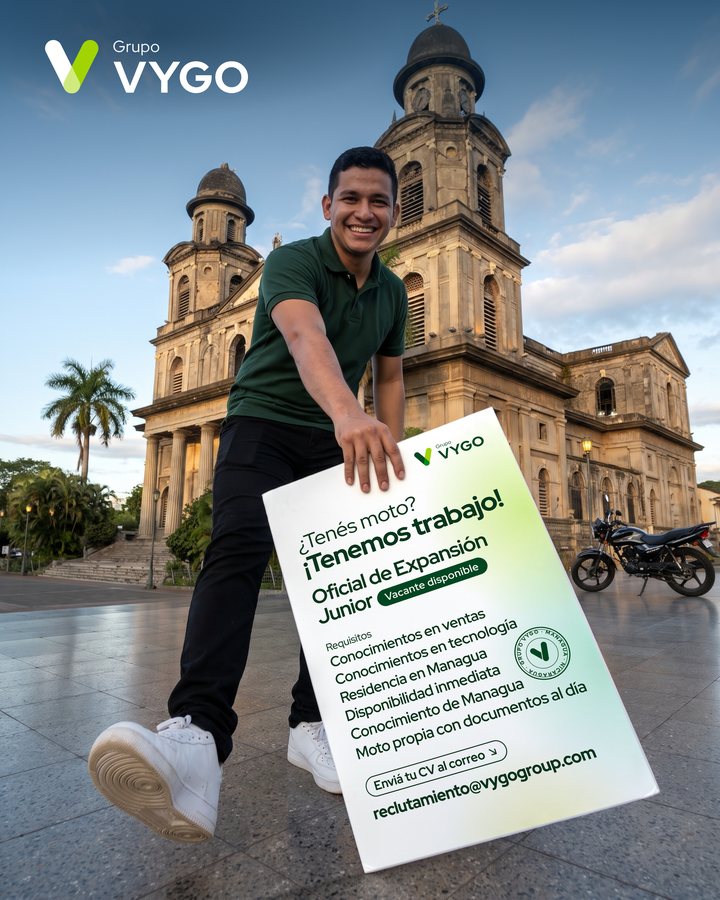 Grupo
VYGO
Grupo
VYGO
¿Tenés moto?
¡Tenemos trabajo!
Oficial de Expansión
Junior Vacante disponible
Requisitos
Conocimientos en ventas
Conocimientos en tecnología
Residencia en Managua
Disponibilidad inmediata
Conocimiento de Managua
Moto propia con documentos al día
GRUPO VYGO · MANAGUA · NICARAGUA ·
Enviá tu CV al correo ↘
reclutamiento@vygogroup.com